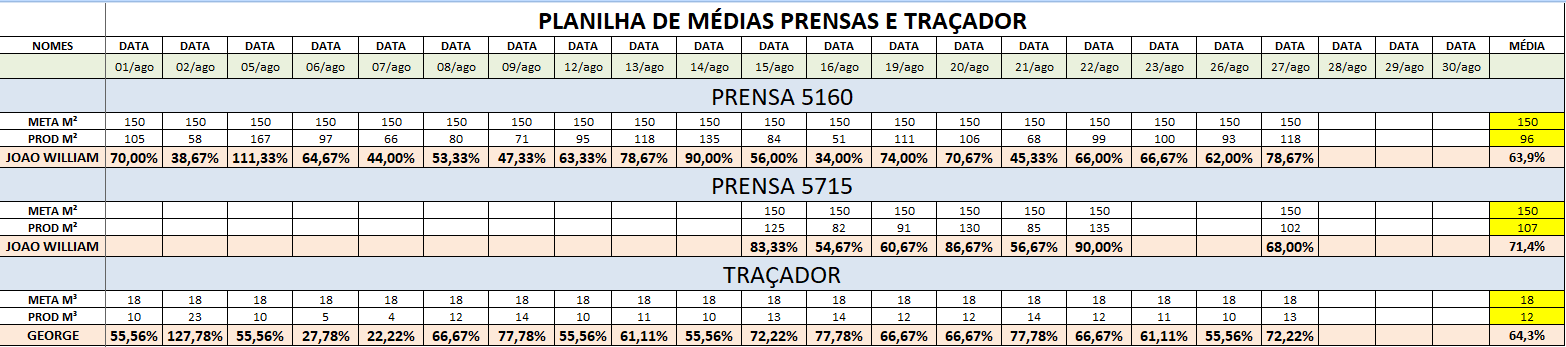 PLANILHA DE MÉDIAS PRENSAS E TRAÇADOR
NOMES DATA DATA DATA DATA DATA DATA DATA DATA DATA DATA DATA DATA DATA DATA DATA DATA DATA DATA DATA DATA DATA DATA MÉDIA
01/ago 02/ago 05/ago 06/ago 07/ago 08/ago 09/ago 12/ago 13/ago 14/ago 15/ago 16/ago 19/ago 20/ago 21/ago 22/ago 23/ago 26/ago 27/ago 28/ago 29/ago 30/ago
PRENSA 5160
META M² 150 150 150 150 150 150 150 150 150 150 150 150 150 150 150 150 150 150 150 150
PROD M² 105 58 167 97 66 80 71 95 118 135 84 51 111 106 68 99 100 93 118 96
JOAO WILLIAM 70,00% 38,67% 111,33% 64,67% 44,00% 53,33% 47,33% 63,33% 78,67% 90,00% 56,00% 34,00% 74,00% 70,67% 45,33% 66,00% 66,67% 62,00% 78,67% 63,9%
PRENSA 5715
META M² 150 150 150 150 150 150 150 150
PROD M² 125 82 91 130 85 135 102 107
JOAO WILLIAM 83,33% 54,67% 60,67% 86,67% 56,67% 90,00% 68,00% 71,4%
TRAÇADOR
META M³ 18 18 18 18 18 18 18 18 18 18 18 18 18 18 18 18 18 18 18 18
PROD M³ 10 23 10 5 4 12 14 10 11 10 13 14 12 12 14 12 11 10 13 12
GEORGE 55,56% 127,78% 55,56% 27,78% 22,22% 66,67% 77,78% 55,56% 61,11% 55,56% 72,22% 77,78% 66,67% 66,67% 77,78% 66,67% 61,11% 55,56% 72,22% 64,3%